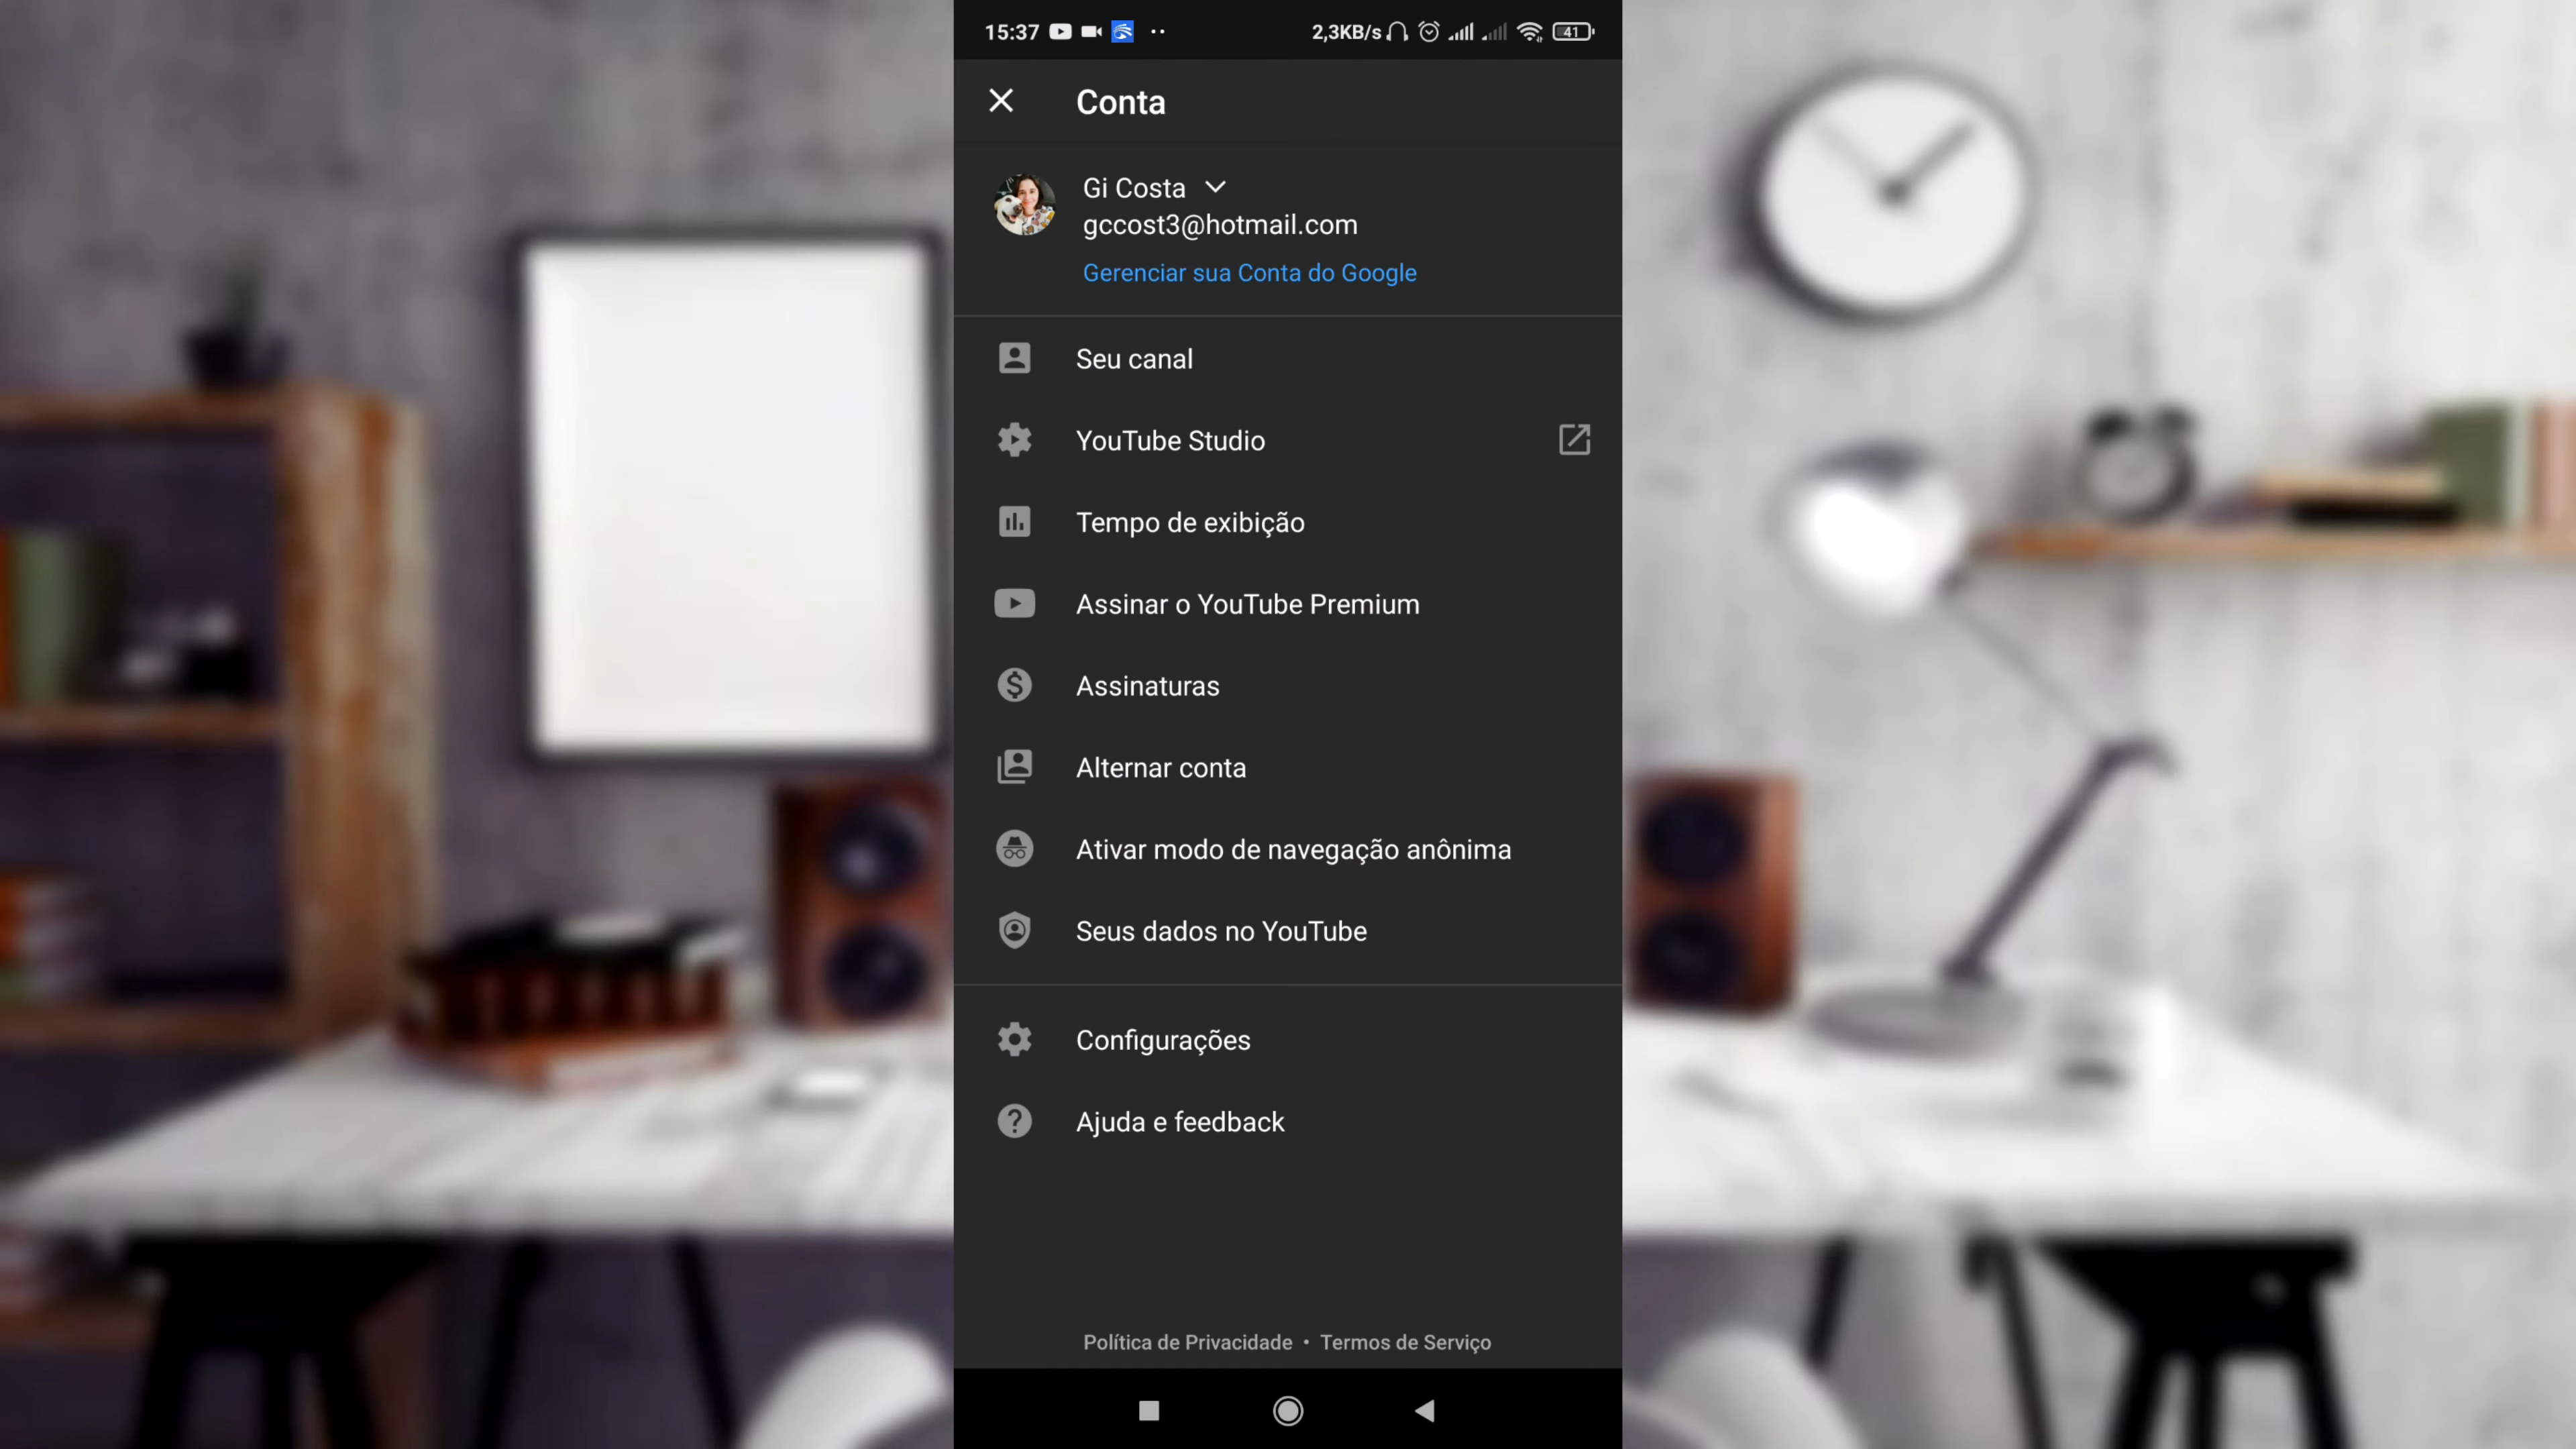 15:37 2,3KB/s 41
Conta
Gi Costa
gccost3@hotmail.com
Gerenciar sua Conta do Google
Seu canal
YouTube Studio
Tempo de exibição
Assinar o YouTube Premium
Assinaturas
Alternar conta
Ativar modo de navegação anônima
Seus dados no YouTube
Configurações
Ajuda e feedback
Política de Privacidade • Termos de Serviço